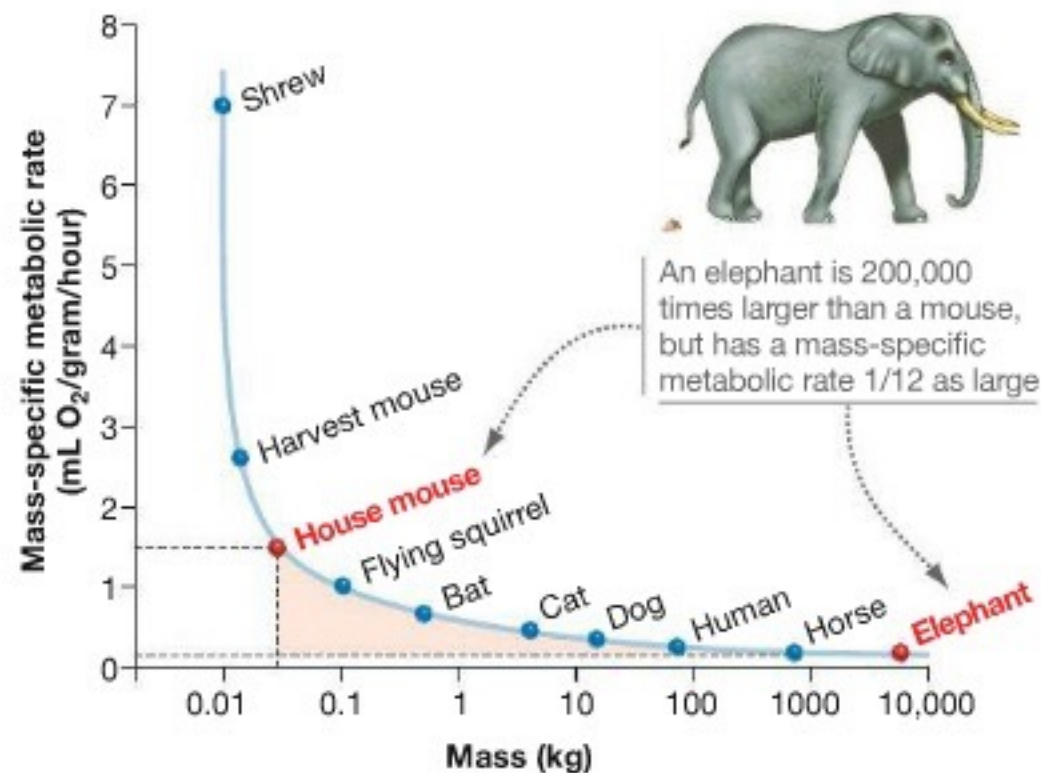 Mass-specific metabolic rate
(mL O₂/gram/hour)
8
7
6
5
4
3
2
1
0
Shrew
Harvest mouse
House mouse
Flying squirrel
Bat
Cat
Dog
Human
Horse
Elephant
An elephant is 200,000
times larger than a mouse,
but has a mass-specific
metabolic rate 1/12 as large
0.01
0.1
1
10
100
1000
10,000
Mass (kg)